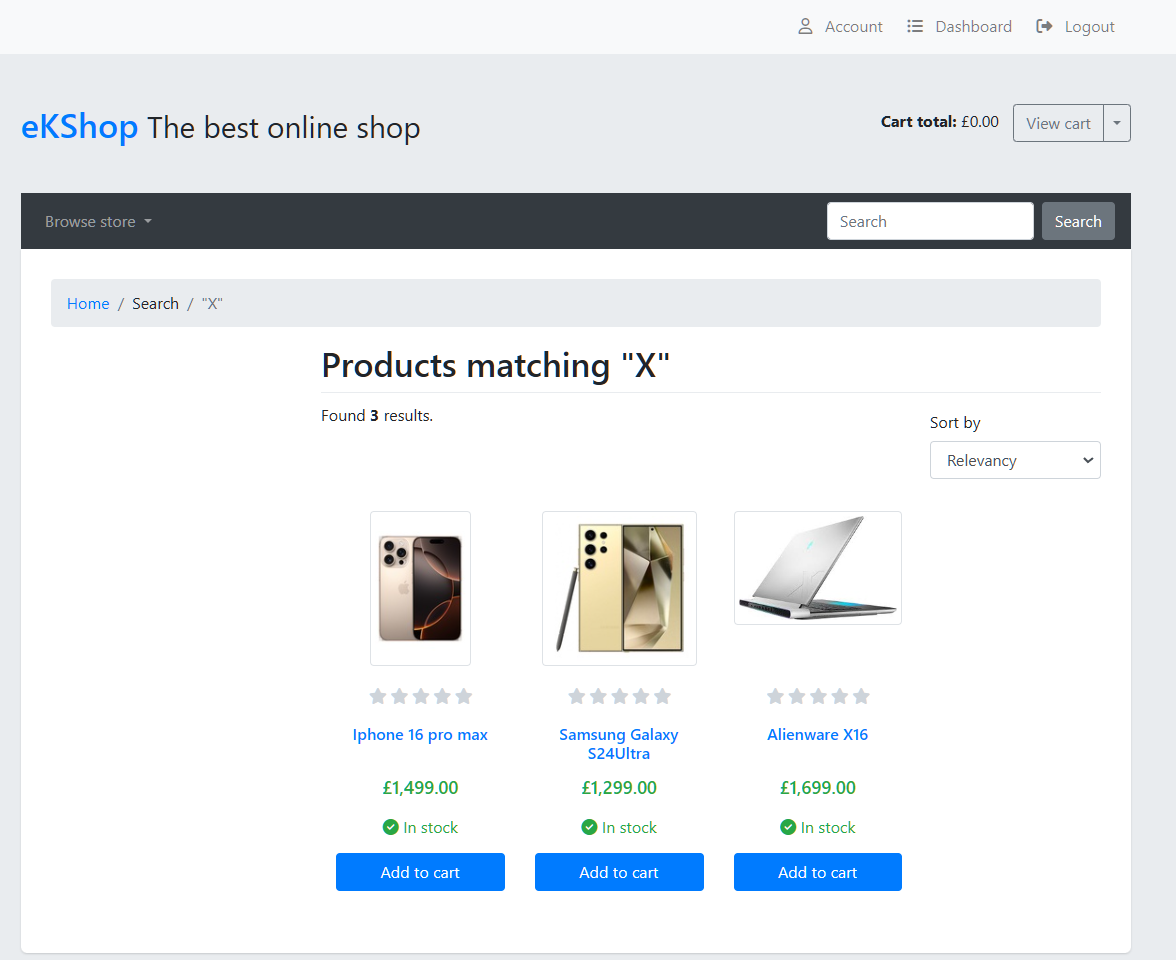 Account Dashboard Logout
eKShop The best online shop
Cart total: £0.00 View cart
Browse store Search Search
Home / Search / "X"
Products matching "X"
Found 3 results.
Sort by
Relevancy
Iphone 16 pro max
£1,499.00
In stock
Add to cart
Samsung Galaxy
S24Ultra
£1,299.00
In stock
Add to cart
Alienware X16
£1,699.00
In stock
Add to cart